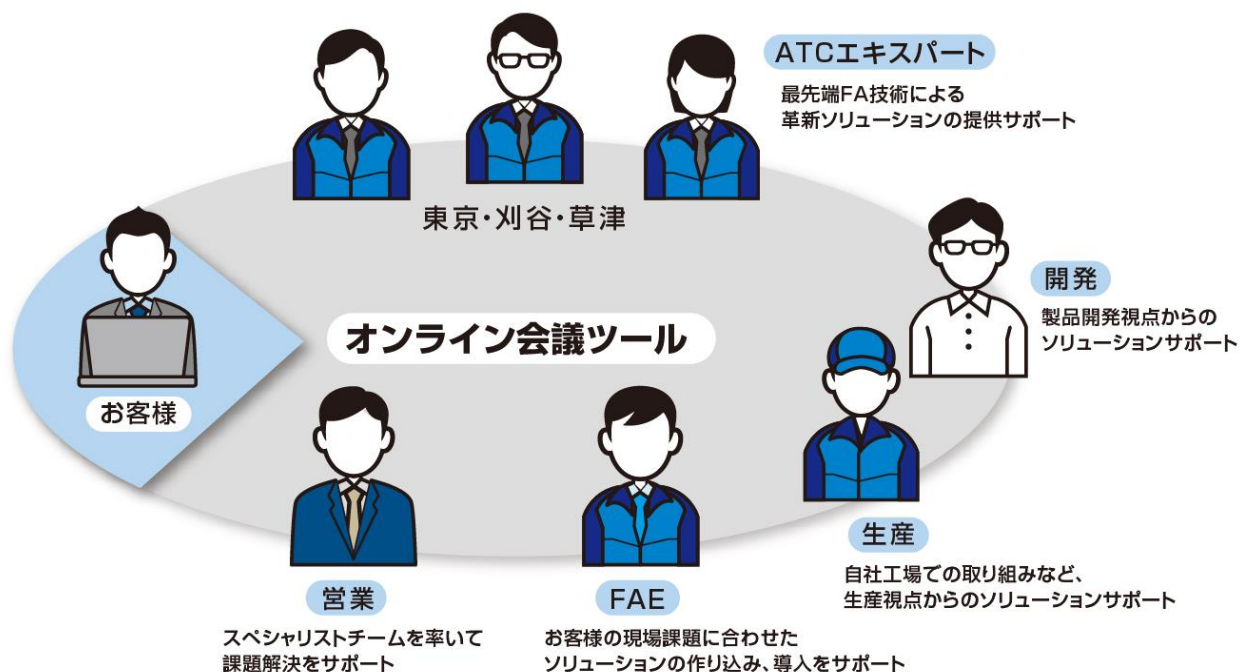 ATCエキスパート
最先端FA技術による
革新ソリューションの提供サポート
東京・刈谷・草津
開発
製品開発視点からの
ソリューションサポート
オンライン会議ツール
お客様
生産
自社工場での取り組みなど、
生産視点からのソリューションサポート
営業
スペシャリストチームを率いて
課題解決をサポート
FAE
お客様の現場課題に合わせた
ソリューションの作り込み、導入をサポート